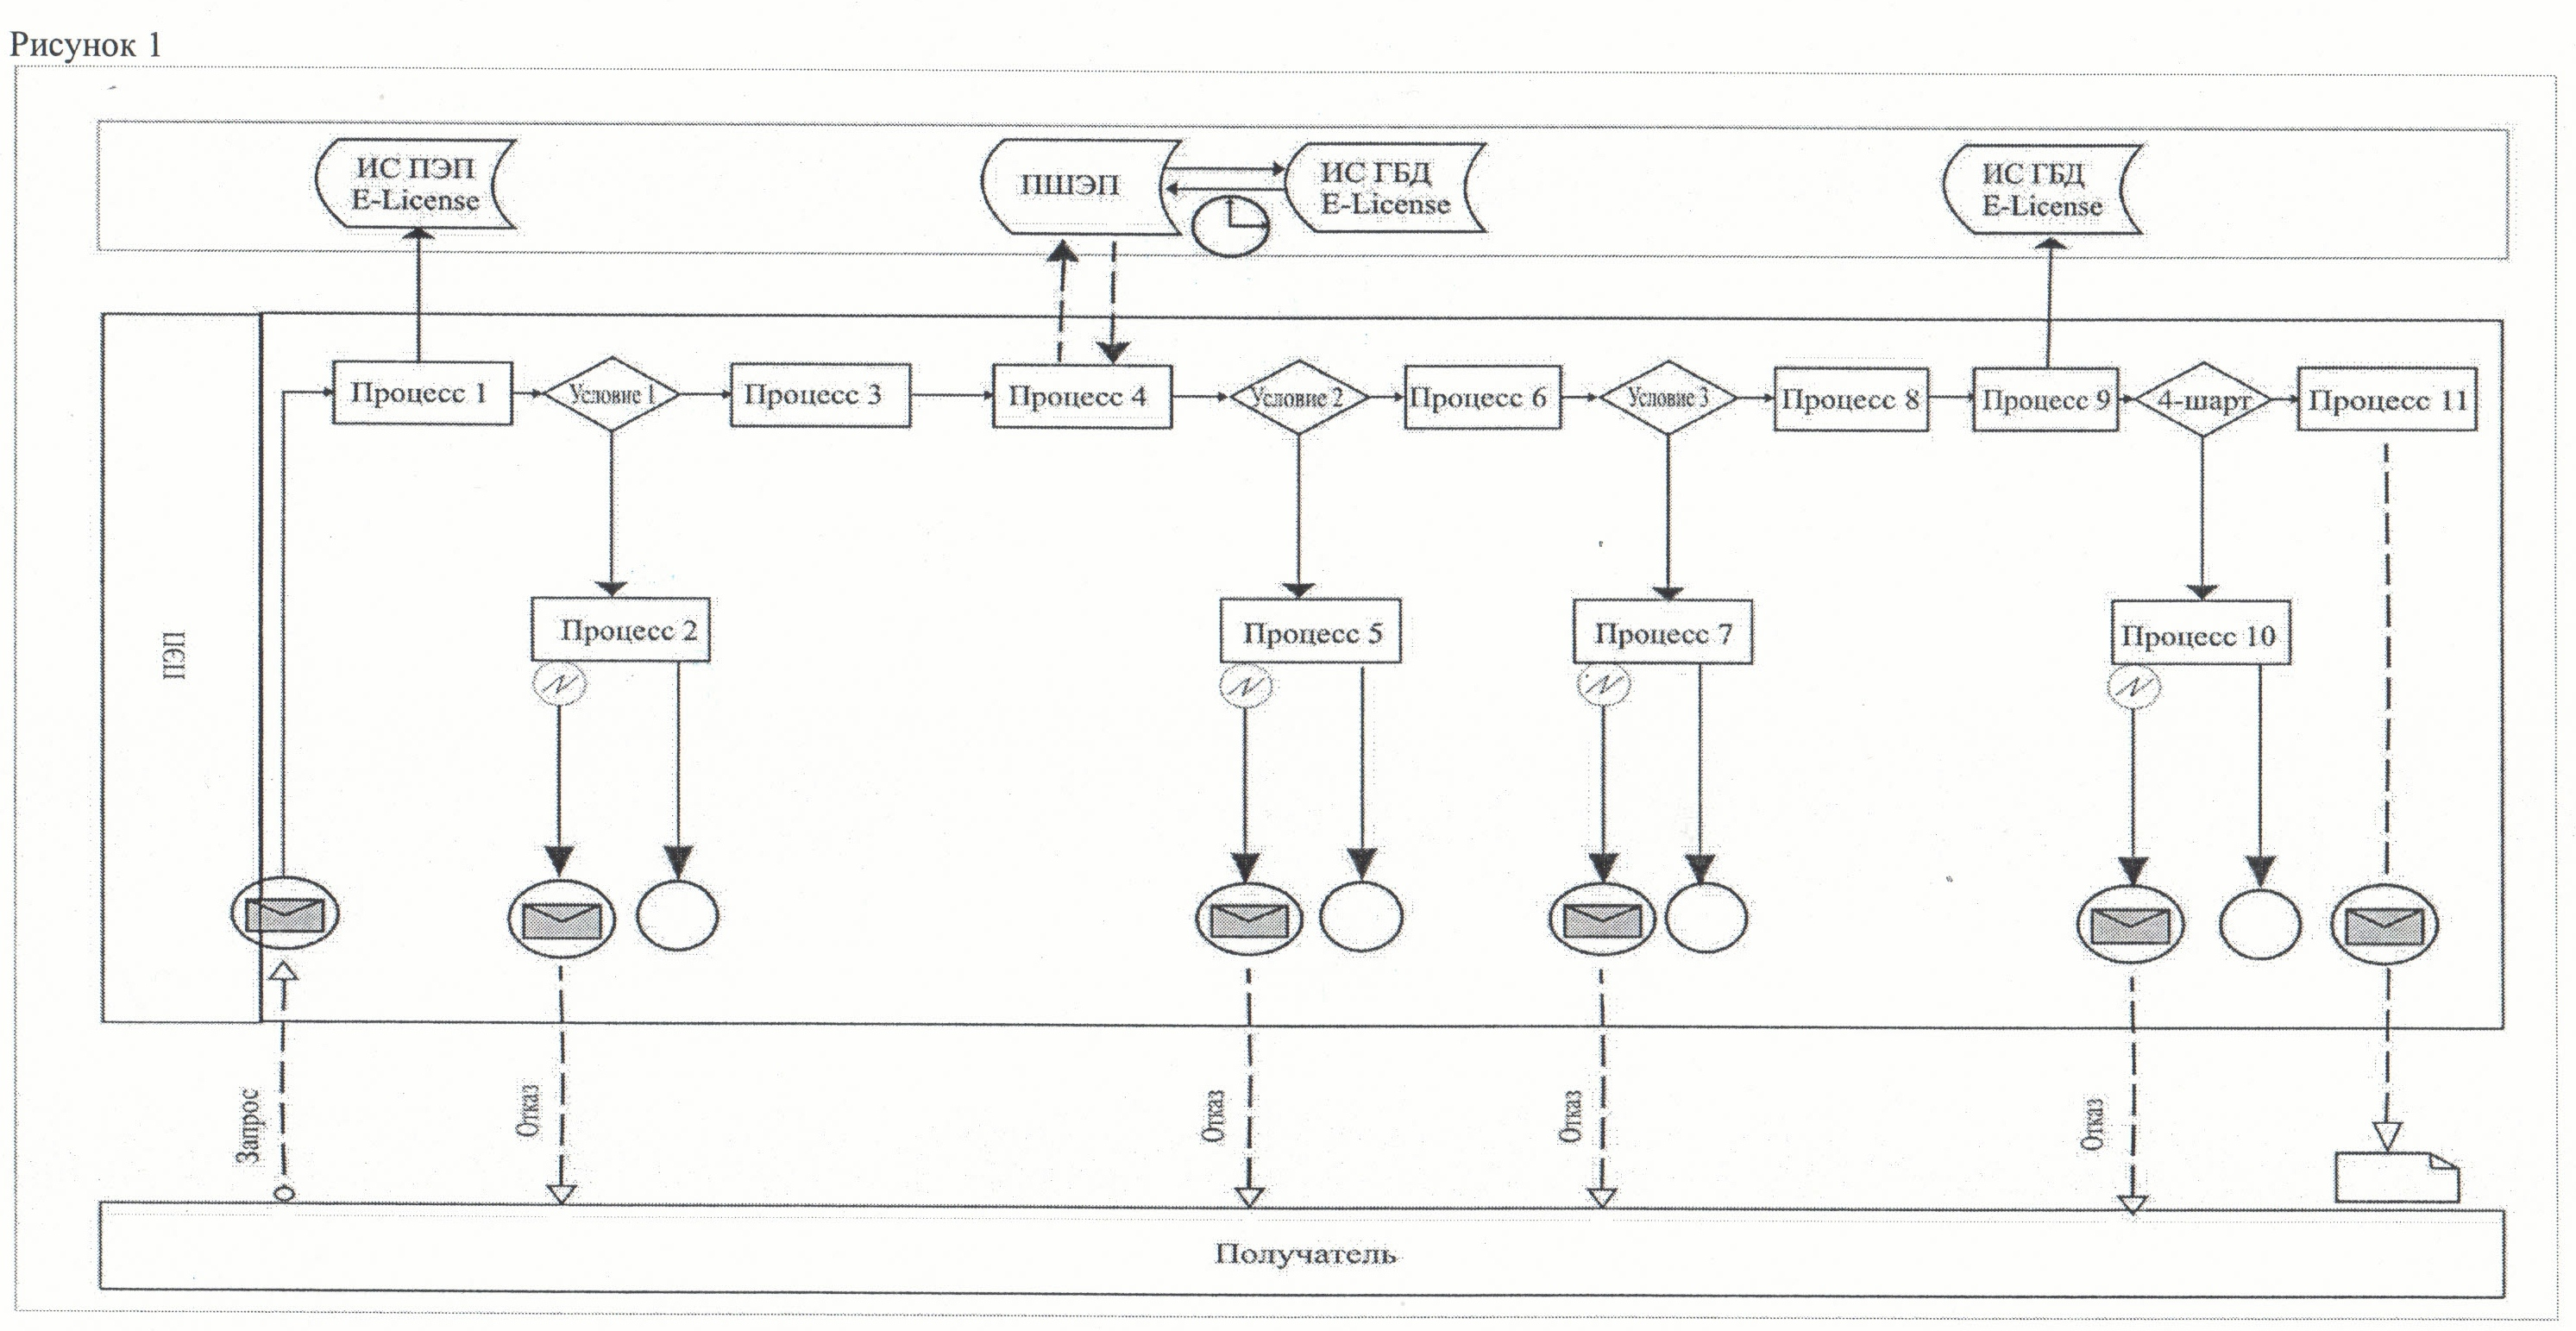 Рисунок 1
ИС ПЭП
E-License
ПШЭП
ИС ГБД
E-License
ИС ГБД
E-License
ПЭП
Процесс 1
Условие 1
Процесс 3
Процесс 4
Условие 2
Процесс 6
Условие 3
Процесс 8
Процесс 9
4-шарт
Процесс 11
Процесс 2
Процесс 5
Процесс 7
Процесс 10
Запрос
Отказ
Отказ
Отказ
Отказ
Получатель